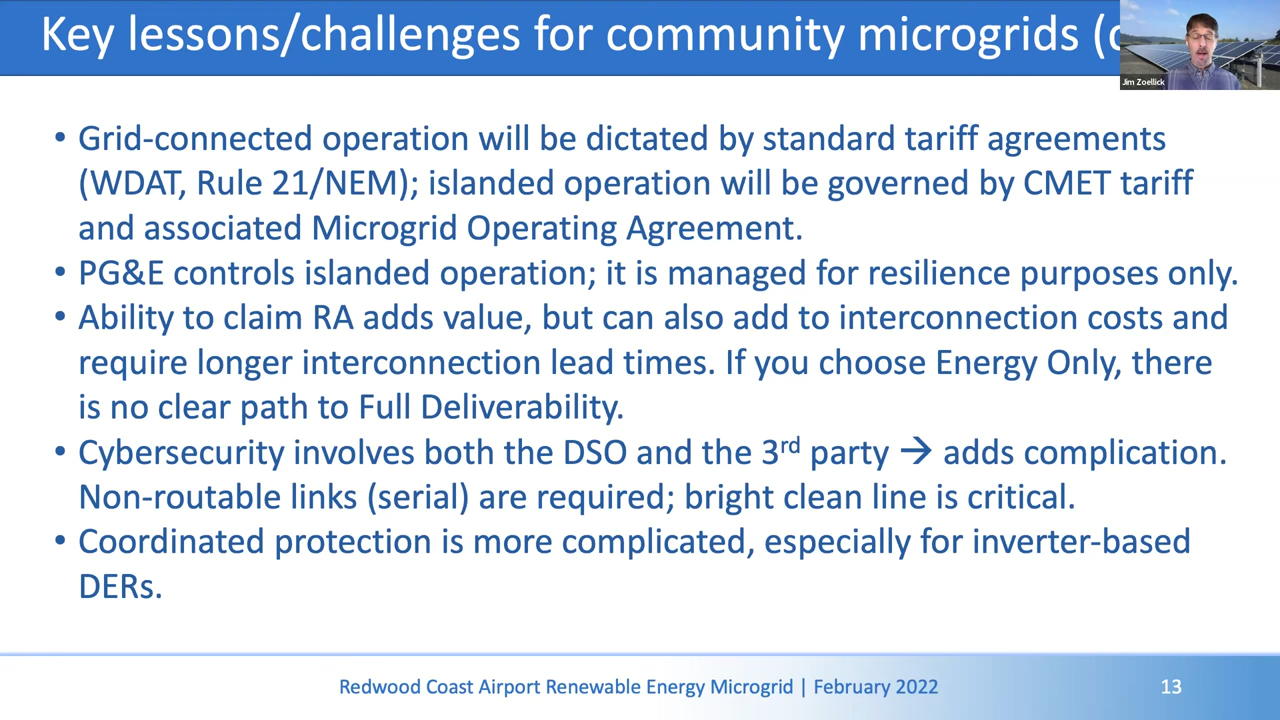 Key lessons/challenges for community microgrids (
Jim Zoellick
• Grid-connected operation will be dictated by standard tariff agreements
(WDAT, Rule 21/NEM); islanded operation will be governed by CMET tariff
and associated Microgrid Operating Agreement.
• PG&E controls islanded operation; it is managed for resilience purposes only.
• Ability to claim RA adds value, but can also add to interconnection costs and
require longer interconnection lead times. If you choose Energy Only, there
is no clear path to Full Deliverability.
• Cybersecurity involves both the DSO and the 3rd party → adds complication.
Non-routable links (serial) are required; bright clean line is critical.
• Coordinated protection is more complicated, especially for inverter-based
DERs.
Redwood Coast Airport Renewable Energy Microgrid | February 2022
13